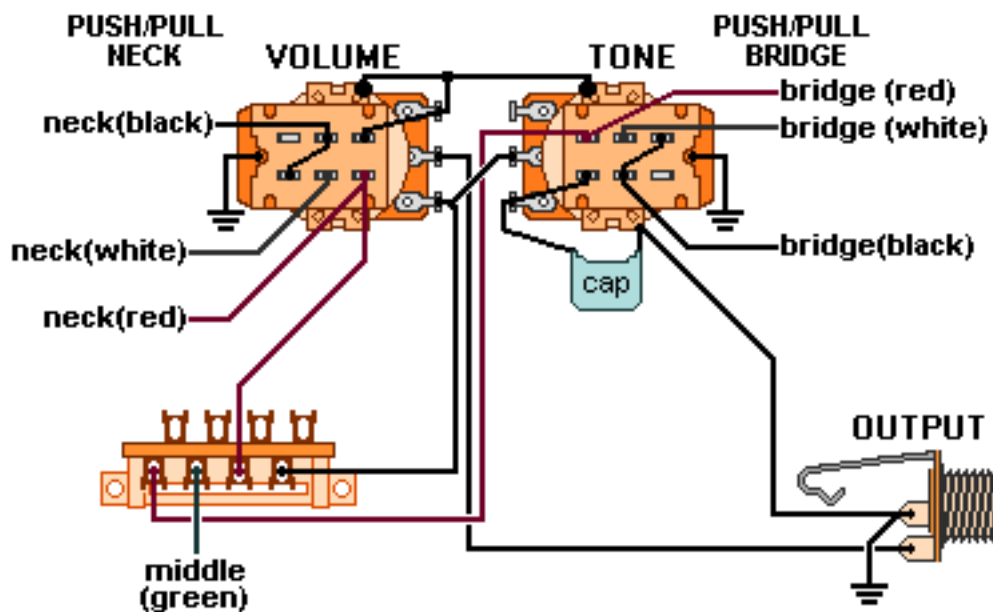 PUSH/PULL
NECK
VOLUME
TONE
PUSH/PULL
BRIDGE
neck(black)
bridge (red)
bridge (white)
neck(white)
bridge(black)
cap
neck(red)
OUTPUT
middle
(green)